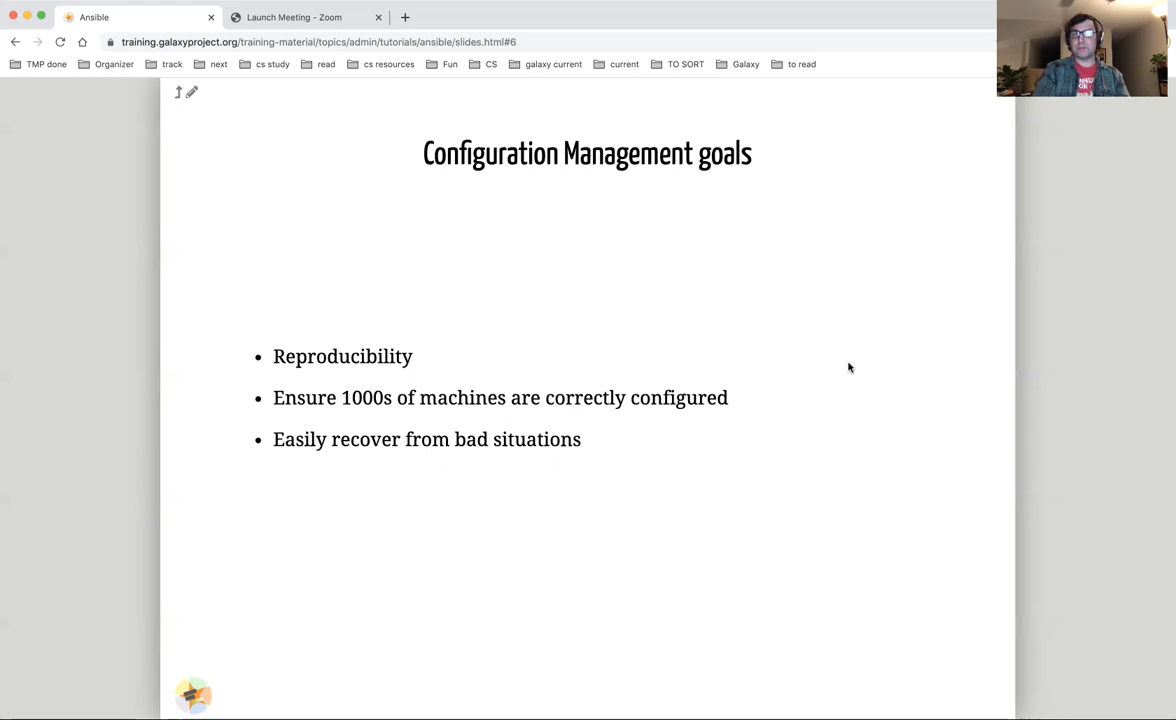 Ansible
Launch Meeting - Zoom
training.galaxyproject.org/training-material/topics/admin/tutorials/ansible/slides.html#6
TMP done Organizer track next cs study read cs resources Fun CS galaxy current current TO SORT Galaxy to read
Configuration Management goals
• Reproducibility
• Ensure 1000s of machines are correctly configured
• Easily recover from bad situations